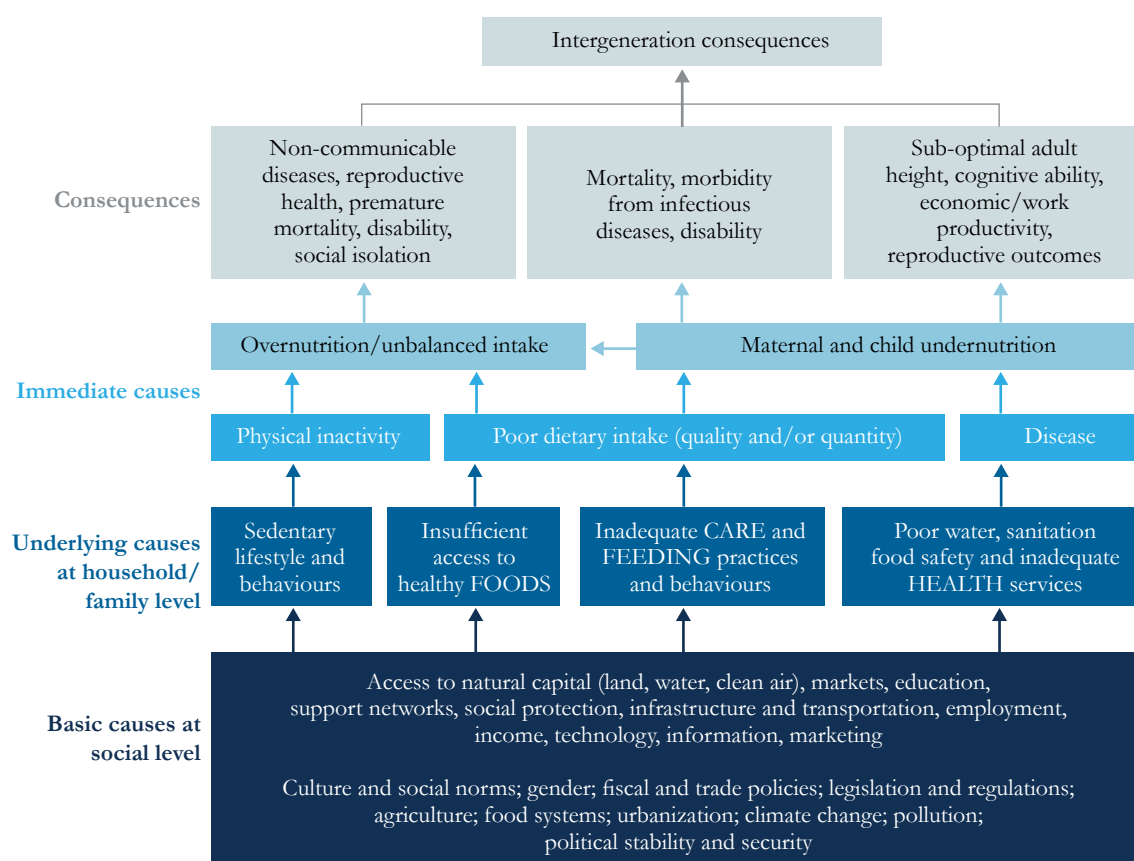 Intergeneration consequences
Consequences
Non-communicable
diseases, reproductive
health, premature
mortality, disability,
social isolation
Mortality, morbidity
from infectious
diseases, disability
Sub-optimal adult
height, cognitive ability,
economic/work
productivity,
reproductive outcomes
Overnutrition/unbalanced intake
Maternal and child undernutrition
Immediate causes
Physical inactivity
Poor dietary intake (quality and/or quantity)
Disease
Underlying causes
at household/
family level
Sedentary
lifestyle and
behaviours
Insufficient
access to
healthy FOODS
Inadequate CARE and
FEEDING practices
and behaviours
Poor water, sanitation
food safety and inadequate
HEALTH services
Basic causes at
social level
Access to natural capital (land, water, clean air), markets, education,
support networks, social protection, infrastructure and transportation, employment,
income, technology, information, marketing
Culture and social norms; gender; fiscal and trade policies; legislation and regulations;
agriculture; food systems; urbanization; climate change; pollution;
political stability and security